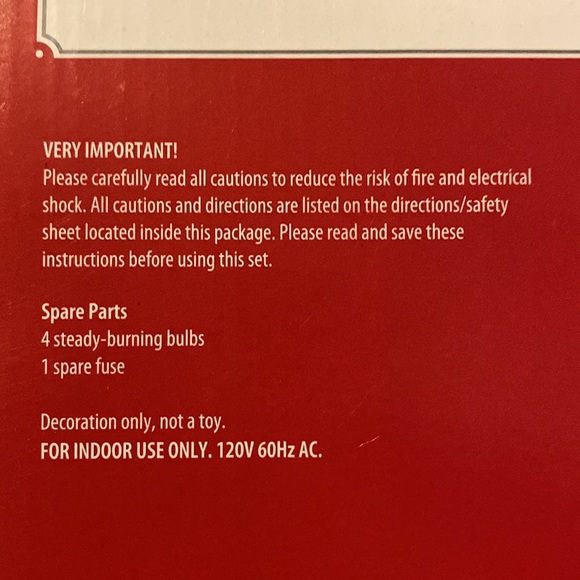 VERY IMPORTANT!
Please carefully read all cautions to reduce the risk of fire and electrical
shock. All cautions and directions are listed on the directions/safety
sheet located inside this package. Please read and save these
instructions before using this set.
Spare Parts
4 steady-burning bulbs
1 spare fuse
Decoration only, not a toy.
FOR INDOOR USE ONLY. 120V 60Hz AC.